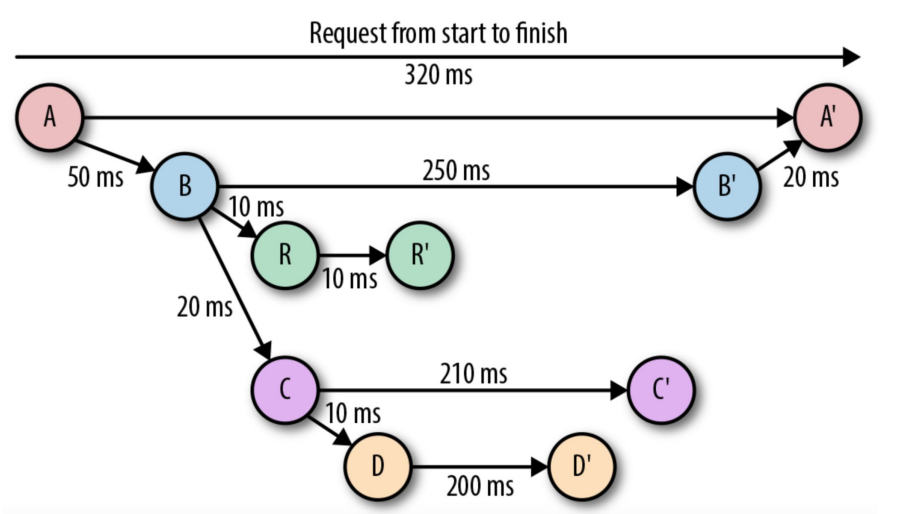 Request from start to finish
320 ms
A
A'
50 ms
B
250 ms
B'
20 ms
10 ms
R
R'
10 ms
20 ms
C
210 ms
C'
10 ms
D
D'
200 ms